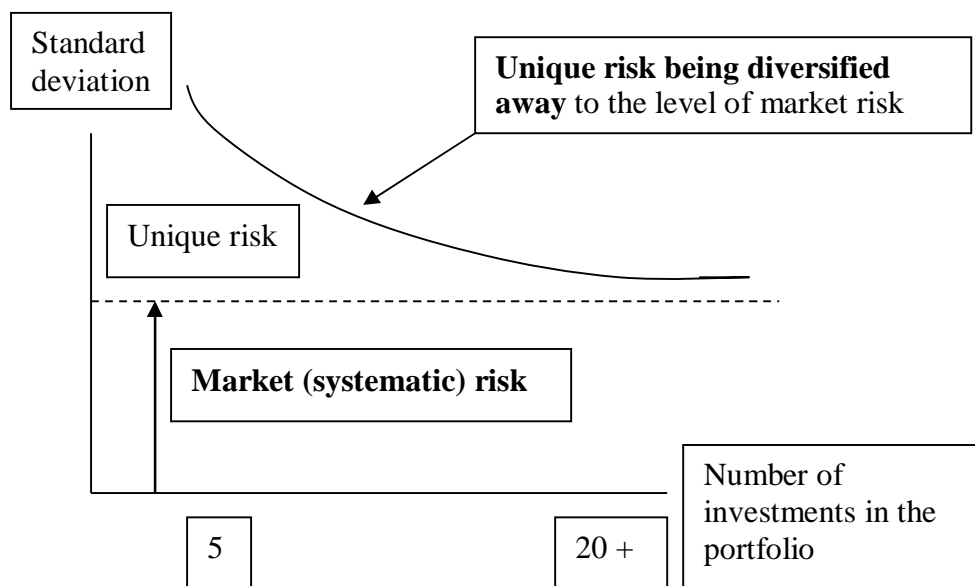 Standard
deviation
Unique risk being diversified
away to the level of market risk
Unique risk
Market (systematic) risk
5
20 +
Number of
investments in the
portfolio